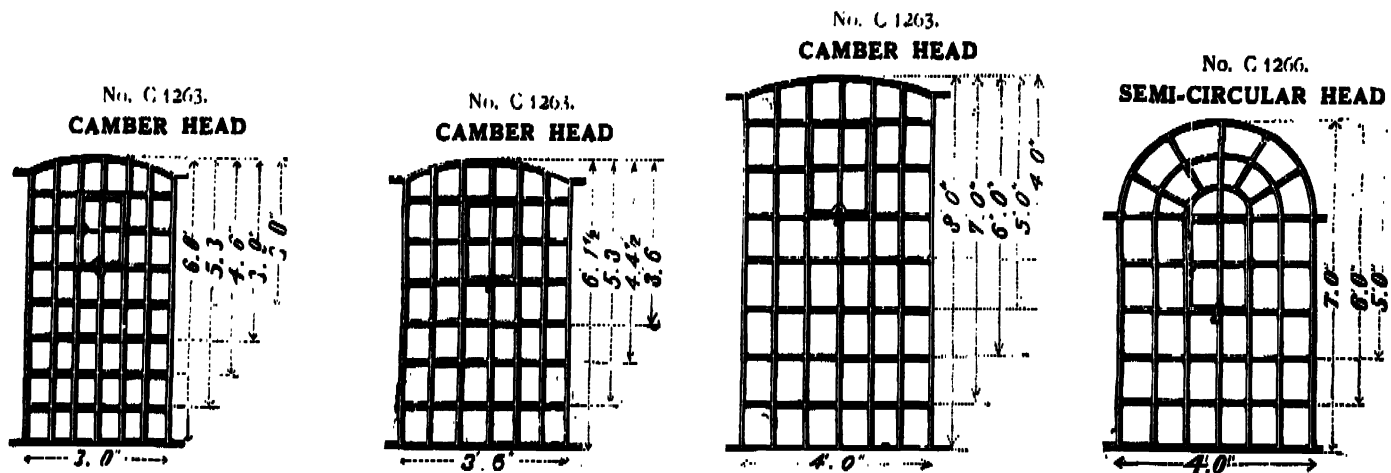 No. C 1263.
CAMBER HEAD
6.0"
5.3
4.6"
3.9"
3.0"
3.0"
No. C 1263.
CAMBER HEAD
6.1½
5.3
4.4½
3.6
3'.6"
No. C 1263.
CAMBER HEAD
8.0"
7.0"
6.0"
5.0"
4.0"
4.0"
No. C 1266.
SEMI-CIRCULAR HEAD
7.0"
6.0"
5.0"
4.0"